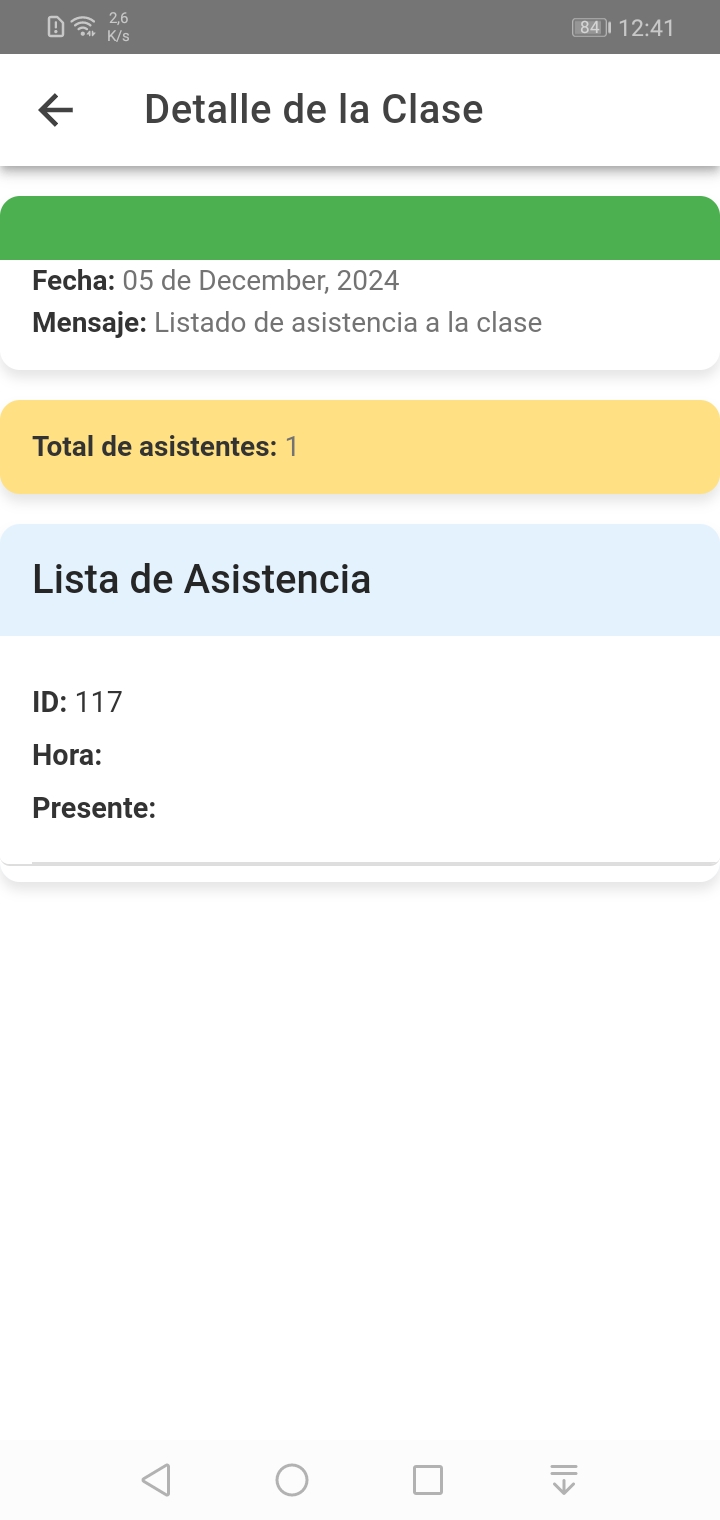 2,6
K/s
84 12:41
Detalle de la Clase
Fecha: 05 de December, 2024
Mensaje: Listado de asistencia a la clase
Total de asistentes: 1
Lista de Asistencia
ID: 117
Hora:
Presente: